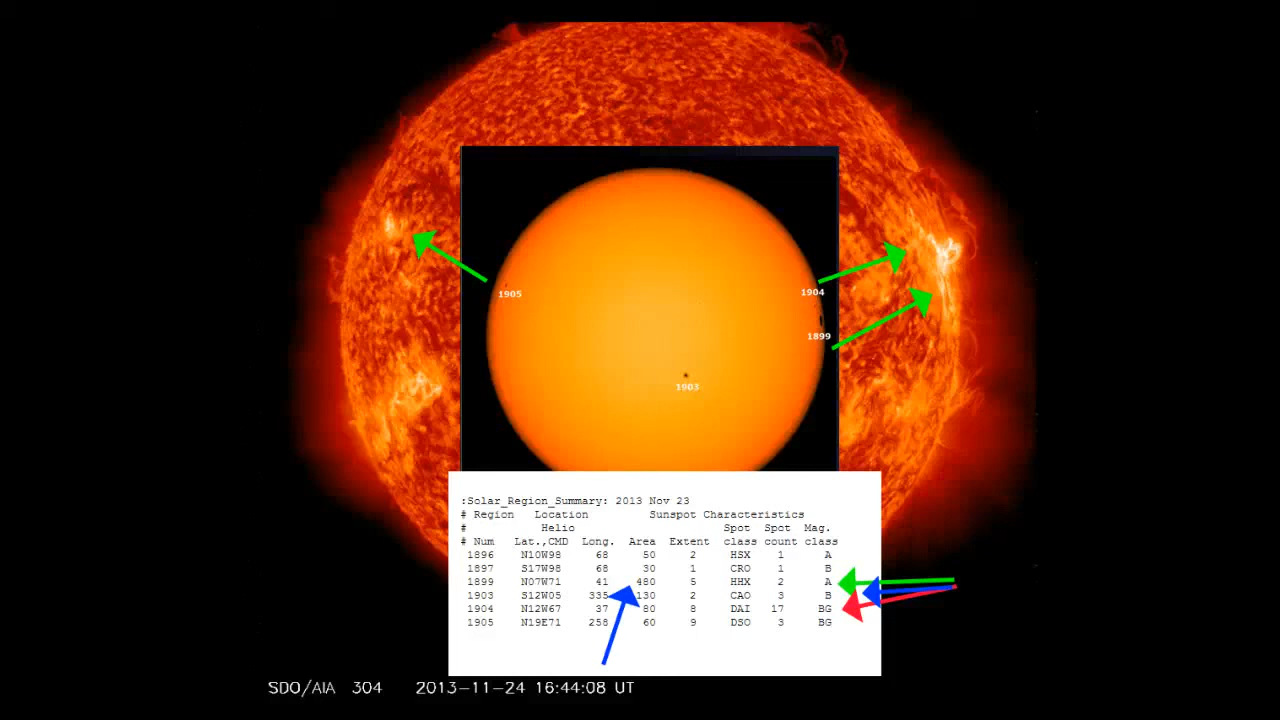 1905
1904
1899
1903
:Solar_Region_Summary: 2013 Nov 23
# Region Location Sunspot Characteristics
# Helio Spot Spot Mag.
# Num Lat.,CMD Long. Area Extent class count class
1896 N10W98 68 50 2 HSX 1 A
1897 S17W98 68 30 1 CRO 1 B
1899 N07W71 41 480 5 HHX 2 A
1903 S12W05 335 130 2 CAO 3 B
1904 N12W67 37 80 8 DAI 17 BG
1905 N19E71 258 60 9 DSO 3 BG
SDO/AIA 304 2013-11-24 16:44:08 UT